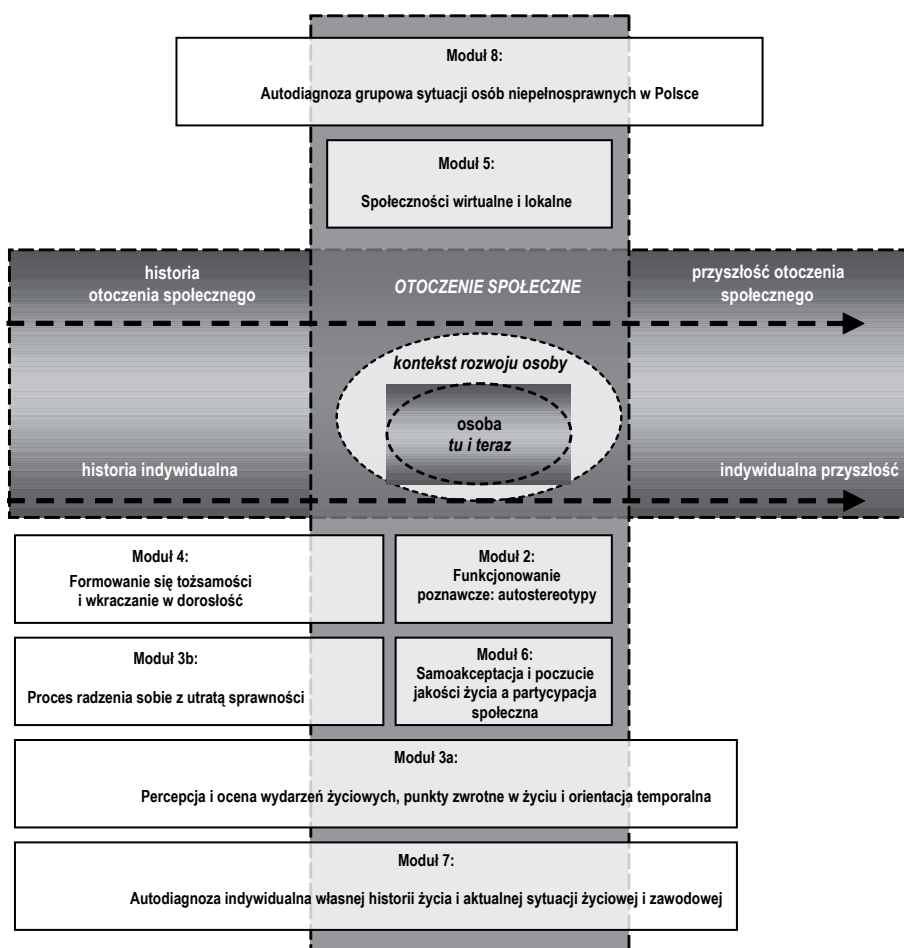 Moduł 8:
Autodiagnoza grupowa sytuacji osób niepełnosprawnych w Polsce
Moduł 5:
Społeczności wirtualne i lokalne
historia
otoczenia społecznego
OTOCZENIE SPOŁECZNE
przyszłość otoczenia
społecznego
kontekst rozwoju osoby
osoba
tu i teraz
historia indywidualna
indywidualna przyszłość
Moduł 4:
Formowanie się tożsamości
i wkraczanie w dorosłość
Moduł 2:
Funkcjonowanie
poznawcze: autostereotypy
Moduł 3b:
Proces radzenia sobie z utratą sprawności
Moduł 6:
Samoakceptacja i poczucie
jakości życia a partycypacja
społeczna
Moduł 3a:
Percepcja i ocena wydarzeń życiowych, punkty zwrotne w życiu i orientacja temporalna
Moduł 7:
Autodiagnoza indywidualna własnej historii życia i aktualnej sytuacji życiowej i zawodowej